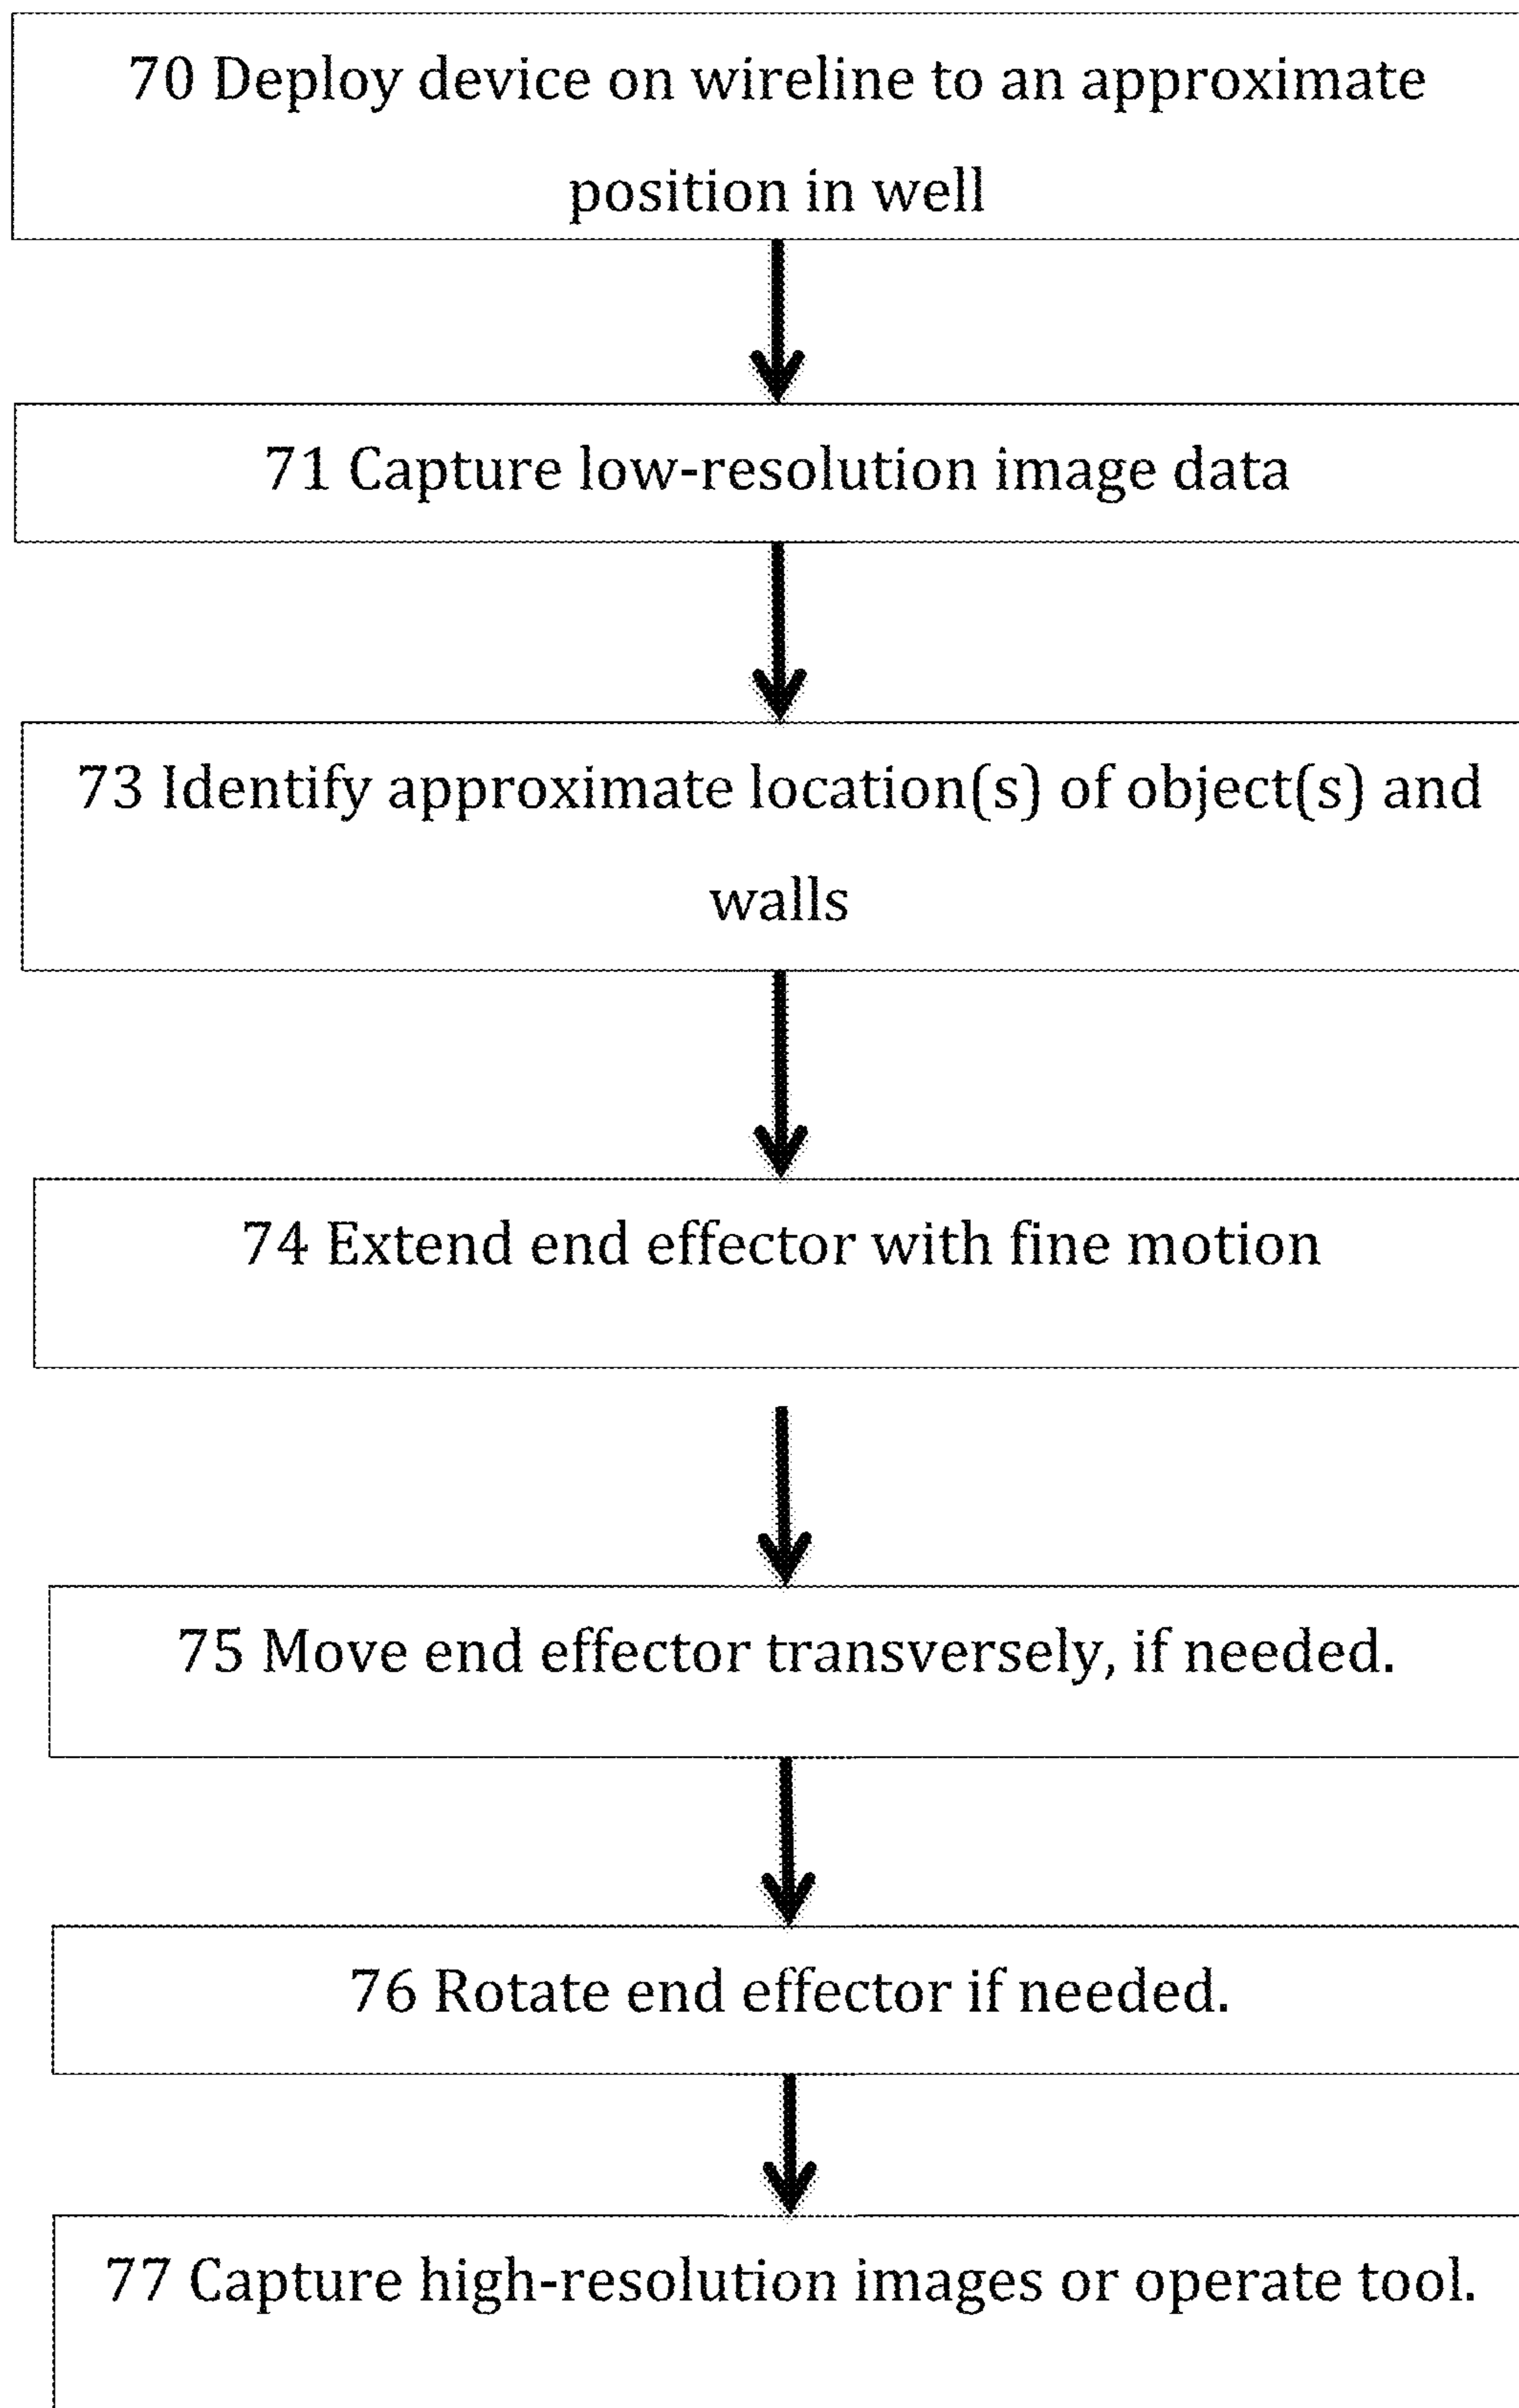 70 Deploy device on wireline to an approximate
position in well
71 Capture low-resolution image data
73 Identify approximate location(s) of object(s) and
walls
74 Extend end effector with fine motion
75 Move end effector transversely, if needed.
76 Rotate end effector if needed.
77 Capture high-resolution images or operate tool.